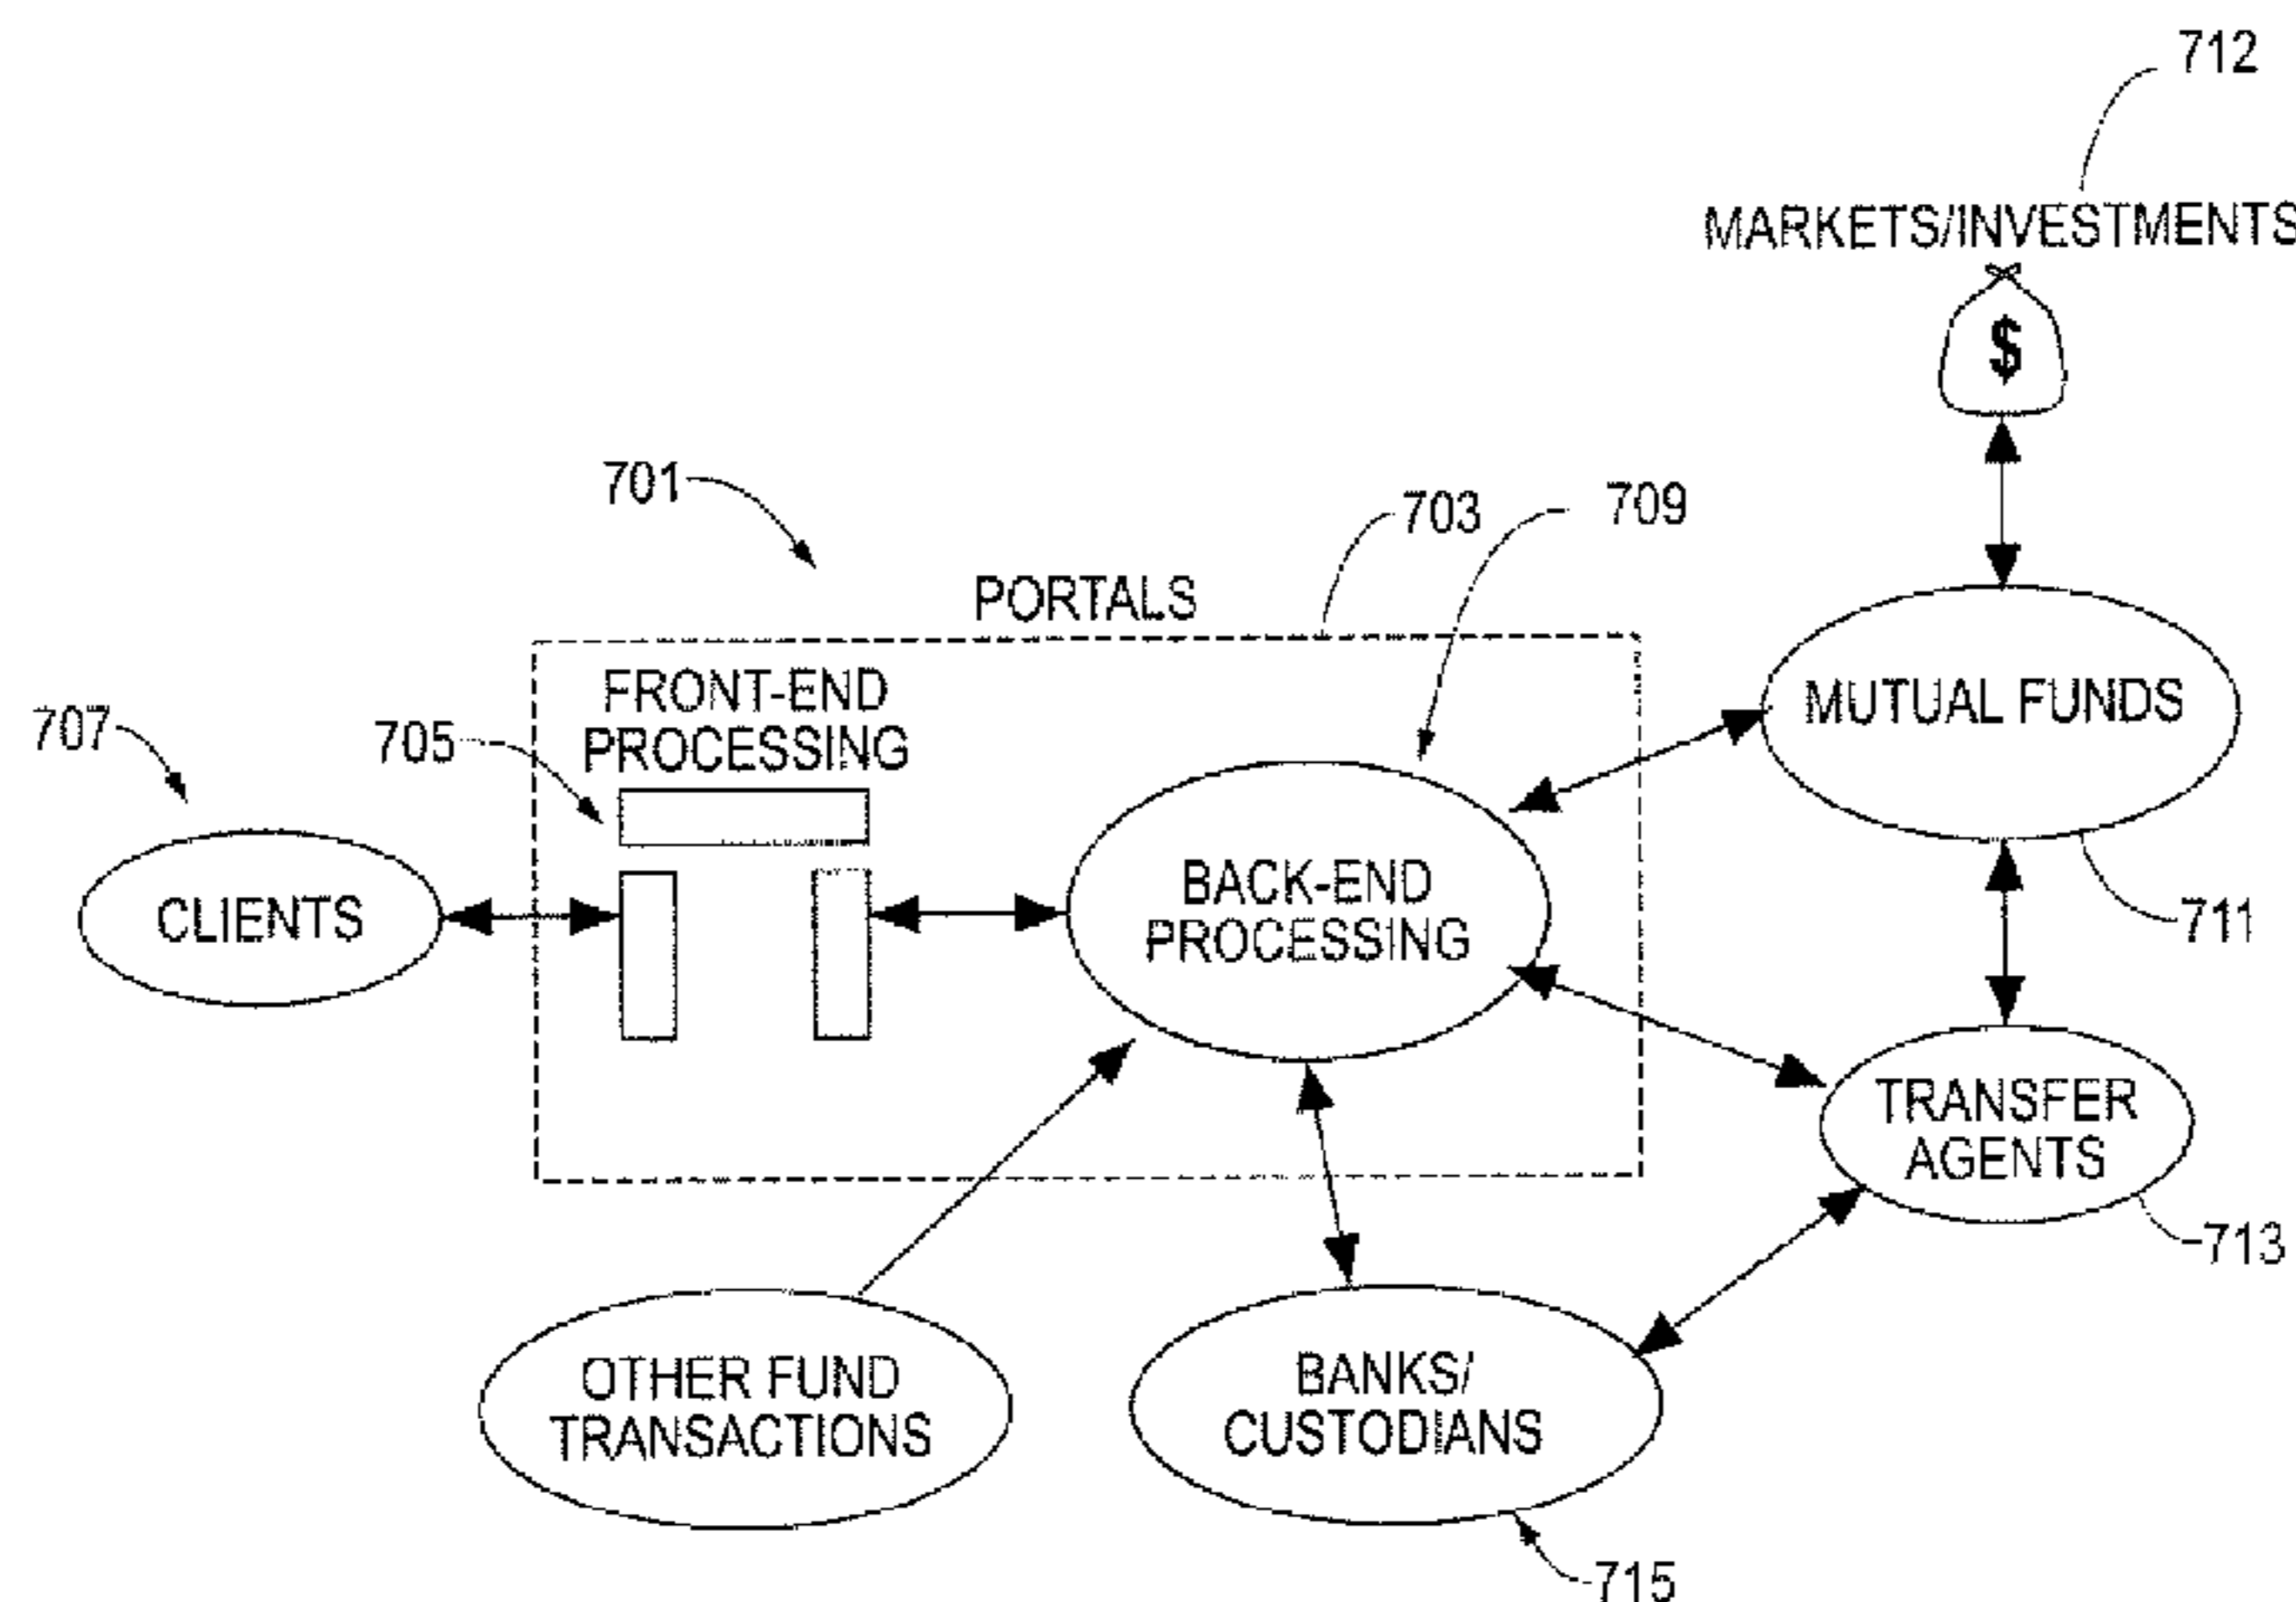 712
MARKETS/INVESTMENTS
$
701
703
709
PORTALS
FRONT-END
PROCESSING
707
705
MUTUAL FUNDS
CLIENTS
BACK-END
PROCESSING
711
TRANSFER
AGENTS
713
OTHER FUND
TRANSACTIONS
BANKS/
CUSTODIANS
715